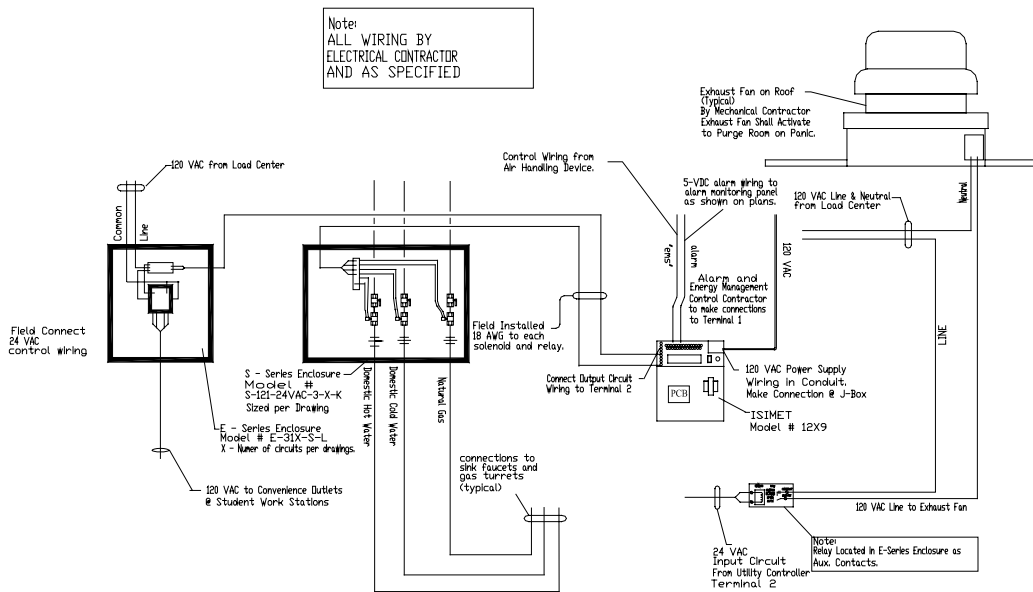 Note:
ALL WIRING BY
ELECTRICAL CONTRACTOR
AND AS SPECIFIED
Exhaust Fan on Roof
(Typical)
By Mechanical Contractor
Exhaust Fan Shall Activate
to Purge Room on Panic.
120 VAC from Load Center
Control Wiring from
Air Handling Device.
5-VDC alarm wiring to
alarm monitoring panel
as shown on plans.
120 VAC Line & Neutral
from Load Center
Neutral
Common
Line
"ems"
alarm
120 VAC
Alarm and
Energy Management
Control Contractor
to make connections
to Terminal 1
Field Connect
24 VAC
control wiring
Field Installed
18 AWG to each
solenoid and relay.
LINE
S - Series Enclosure
Model #
S-121-24VAC-3-X-K
Sized per Drawing
Domestic Hot Water
Domestic Cold Water
Natural Gas
Connect Output Circuit
Wiring to Terminal 2
120 VAC Power Supply
Wiring in Conduit.
Make Connection @ J-Box
PCB
ISIMET
Model # 12X9
E - Series Enclosure
Model # E-31X-S-L
X - Numer of circuits per drawings.
connections to
sink faucets and
gas turrets
(typical)
120 VAC to Convenience Outlets
@ Student Work Stations
120 VAC Line to Exhaust Fan
24 VAC
Input Circuit
From Utility Controller
Terminal 2
Note:
Relay Located in E-Series Enclosure as
Aux. Contacts.